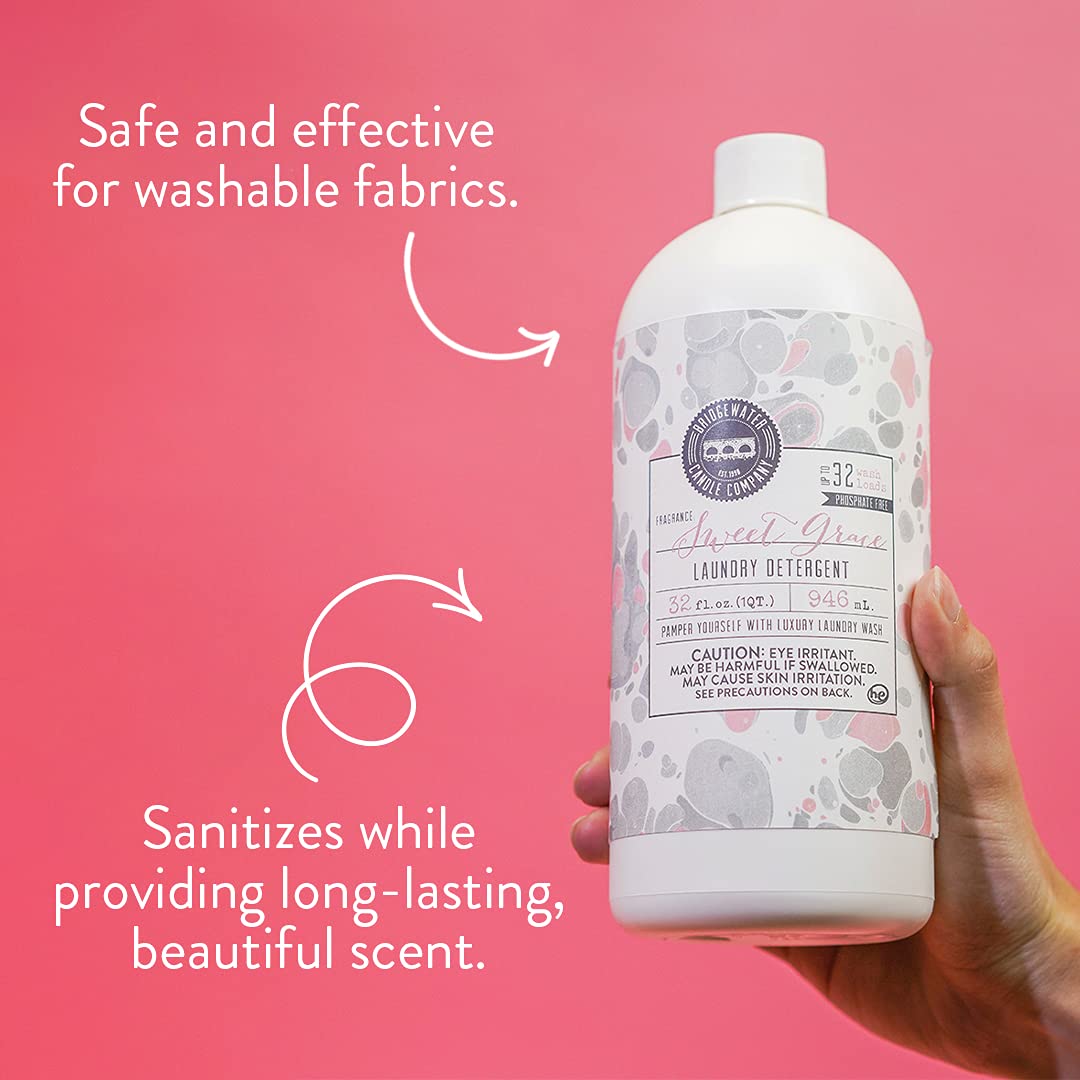 Safe and effective
for washable fabrics.
BRIDGEWATER
CANDLE COMPANY
EST. 1998
UP TO 32 wash
loads
PHOSPHATE FREE
FRAGRANCE
Sweet Grace
LAUNDRY DETERGENT
32 fl.oz.(1QT.) 946 mL.
PAMPER YOURSELF WITH LUXURY LAUNDRY WASH
CAUTION: EYE IRRITANT.
MAY BE HARMFUL IF SWALLOWED.
MAY CAUSE SKIN IRRITATION.
SEE PRECAUTIONS ON BACK.
he
Sanitizes while
providing long-lasting,
beautiful scent.